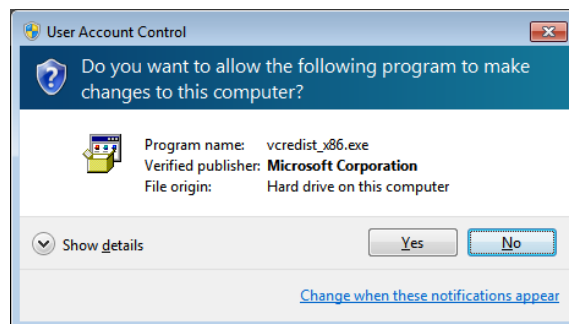 User Account Control
Do you want to allow the following program to make
changes to this computer?
Program name: vcredist_x86.exe
Verified publisher: Microsoft Corporation
File origin: Hard drive on this computer
Show details
Yes
No
Change when these notifications appear